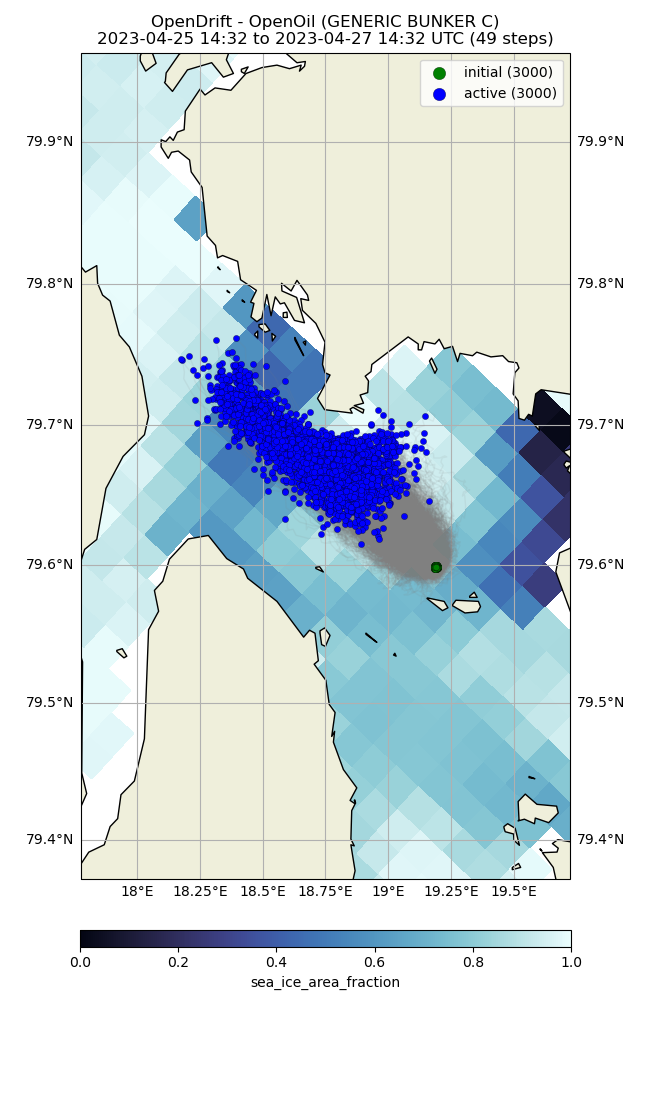 OpenDrift - OpenOil (GENERIC BUNKER C)
2023-04-25 14:32 to 2023-04-27 14:32 UTC (49 steps)
initial (3000)
active (3000)
79.9°N 79.9°N
79.8°N 79.8°N
79.7°N 79.7°N
79.6°N 79.6°N
79.5°N 79.5°N
79.4°N 79.4°N
18°E 18.25°E 18.5°E 18.75°E 19°E 19.25°E 19.5°E
0.0 0.2 0.4 0.6 0.8 1.0
sea_ice_area_fraction